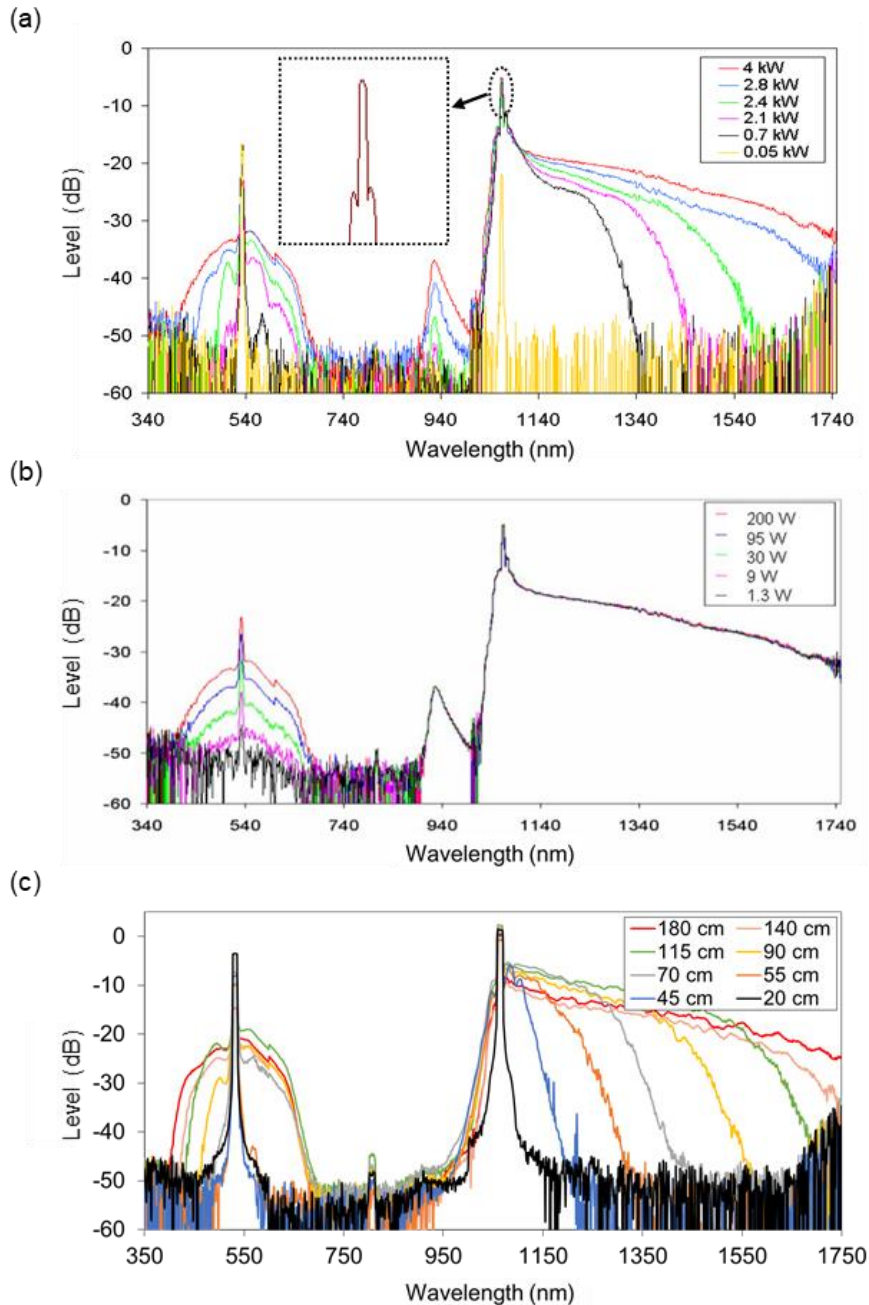 (a)
0
-10
-20
-30
-40
-50
-60
Level (dB)
4 kW
2.8 kW
2.4 kW
2.1 kW
0.7 kW
0.05 kW
340 540 740 940 1140 1340 1540 1740
Wavelength (nm)
(b)
0
-10
-20
-30
-40
-50
-60
Level (dB)
200 W
95 W
30 W
9 W
1.3 W
340 540 740 940 1140 1340 1540 1740
Wavelength (nm)
(c)
0
-10
-20
-30
-40
-50
-60
Level (dB)
180 cm 140 cm
115 cm 90 cm
70 cm 55 cm
45 cm 20 cm
350 550 750 950 1150 1350 1550 1750
Wavelength (nm)